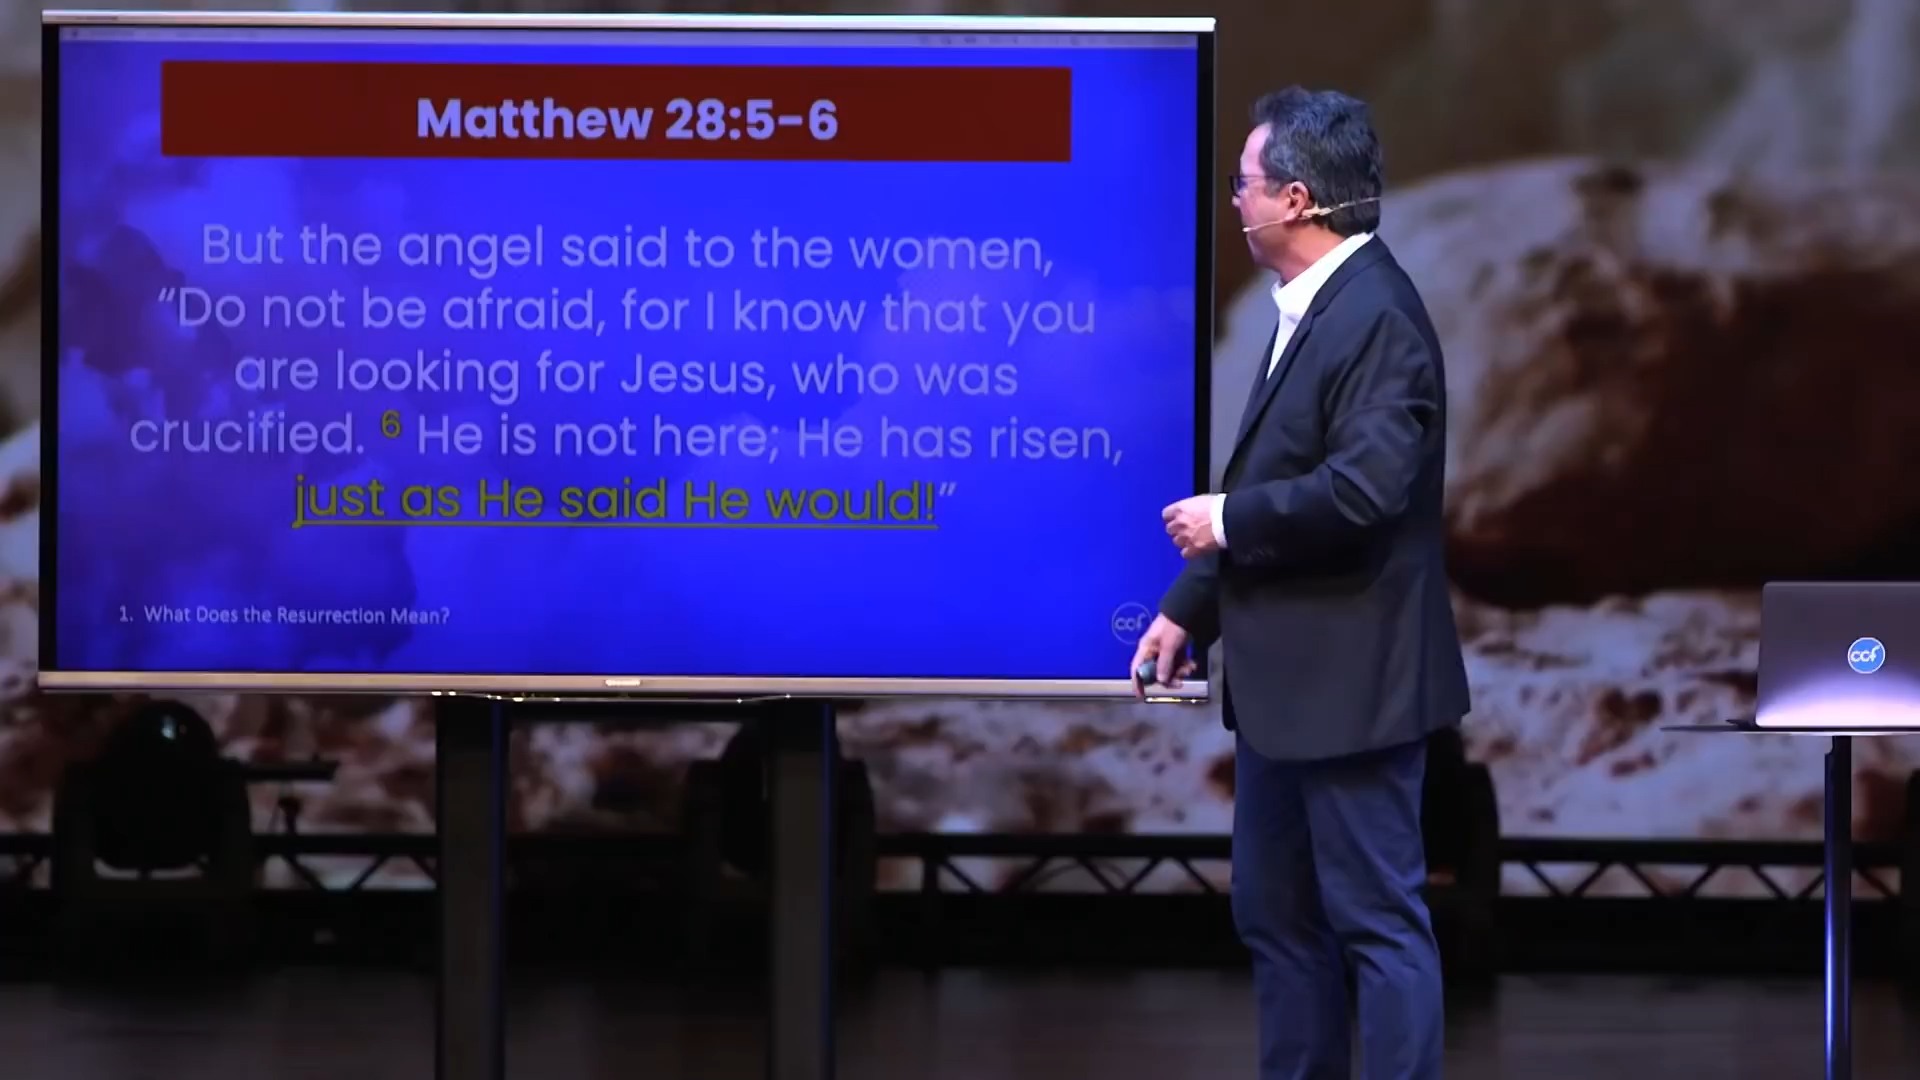 Matthew 28:5-6
But the angel said to the women,
“Do not be afraid, for I know that you
are looking for Jesus, who was
crucified. 6 He is not here; He has risen,
just as He said He would!”
1. What Does the Resurrection Mean?
ccf
ccf